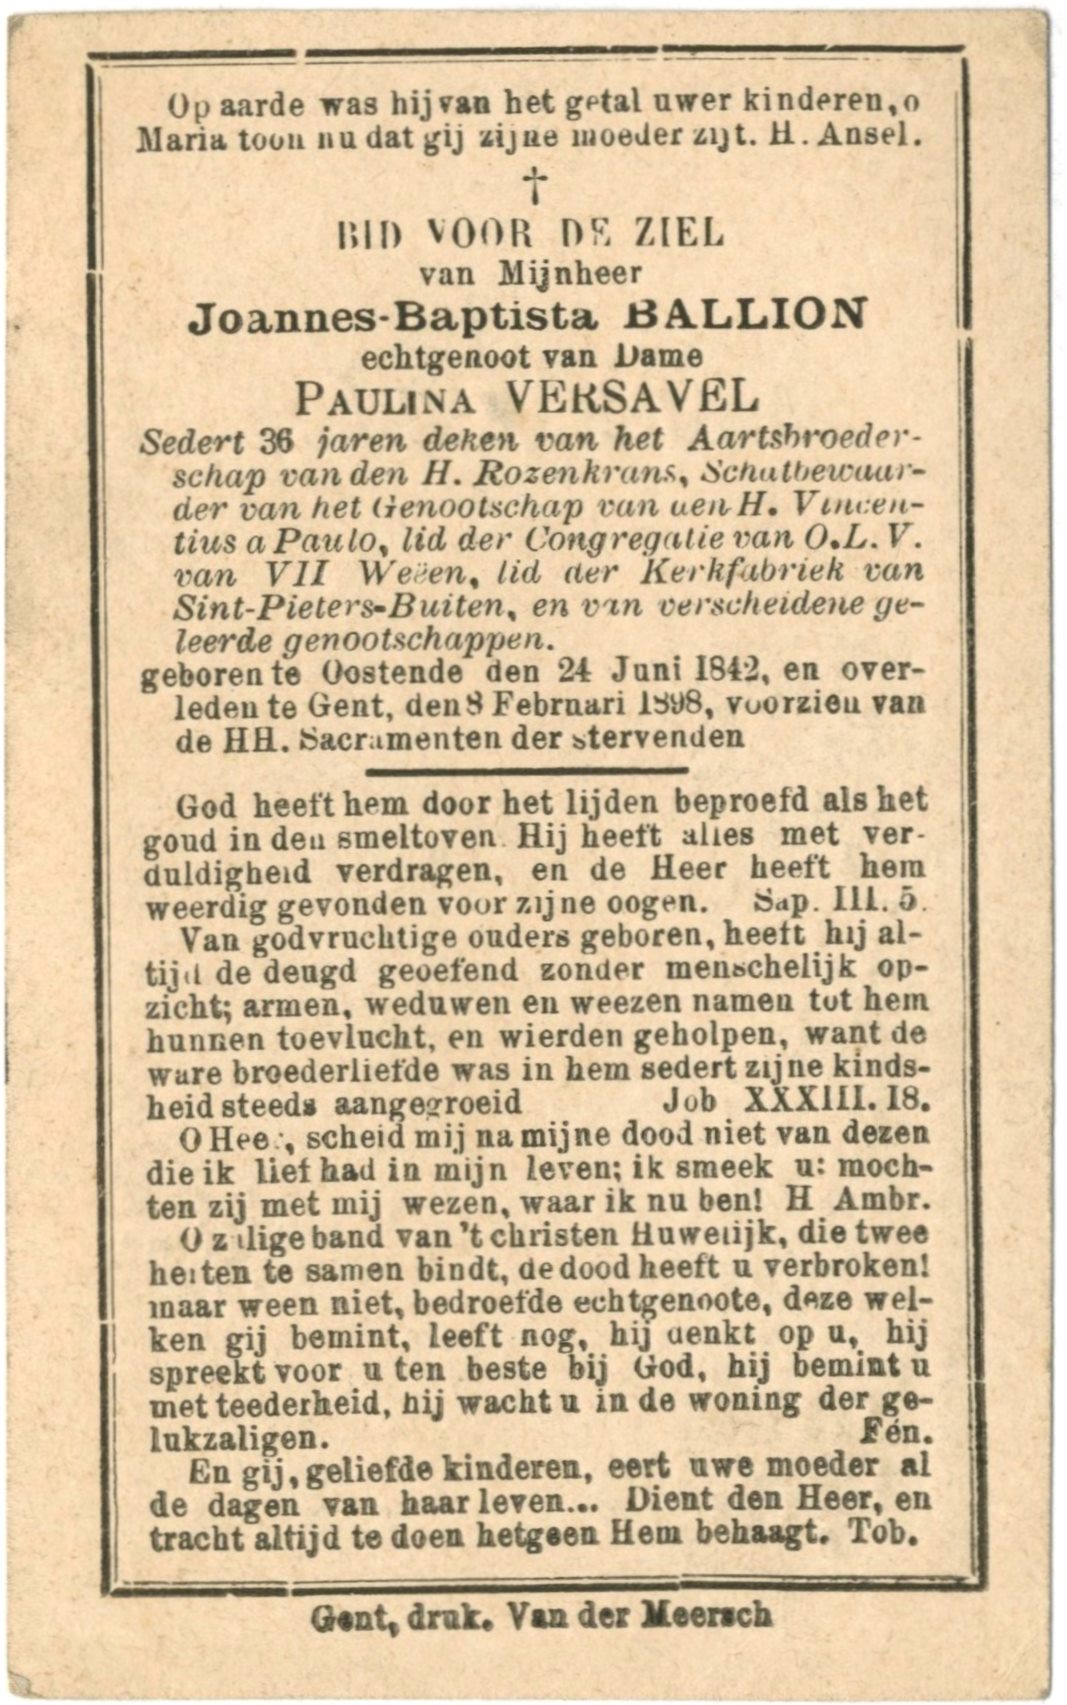 Op aarde was hij van het getal uwer kinderen, o
Maria toon nu dat gij zijne moeder zijt. H. Ansel.
†
BID VOOR DE ZIEL
van Mijnheer
Joannes-Baptista BALLION
echtgenoot van Dame
PAULINA VERSAVEL
Sedert 36 jaren deken van het Aartsbroeder-
schap van den H. Rozenkrans, Schatbewaar-
der van het Genootschap van den H. Vincen-
tius a Paulo, lid der Congregatie van O.L.V.
van VII Weëen, lid der Kerkfabriek van
Sint-Pieters-Buiten, en van verscheidene ge-
leerde genootschappen.
geboren te Oostende den 24 Juni 1842, en over-
leden te Gent, den 8 Februari 1898, voorzien van
de HH. Sacramenten der stervenden
God heeft hem door het lijden beproefd als het
goud in den smeltoven. Hij heeft alles met ver-
duldigheid verdragen, en de Heer heeft hem
weerdig gevonden voor zijne oogen. Sap. III. 5.
Van godvruchtige ouders geboren, heeft hij al-
tijd de deugd geoefend zonder menschelijk op-
zicht; armen, weduwen en weezen namen tot hem
hunnen toevlucht, en wierden geholpen, want de
ware broederliefde was in hem sedert zijne kinds-
heid steeds aangegroeid Job XXXIII. 18.
O Heer, scheid mij na mijne dood niet van dezen
die ik lief had in mijn leven; ik smeek u: moch-
ten zij met mij wezen, waar ik nu ben! H Ambr.
O zalige band van 't christen Huwelijk, die twee
herten te samen bindt, de dood heeft u verbroken!
maar ween niet, bedroefde echtgenoote, deze wel-
ken gij bemint, leeft nog, hij denkt op u, hij
spreekt voor u ten beste bij God, hij bemint u
met teederheid, hij wacht u in de woning der ge-
lukzaligen. Fén.
En gij, geliefde kinderen, eert uwe moeder al
de dagen van haar leven... Dient den Heer, en
tracht altijd te doen hetgeen Hem behaagt. Tob.
Gent, druk. Van der Meersch